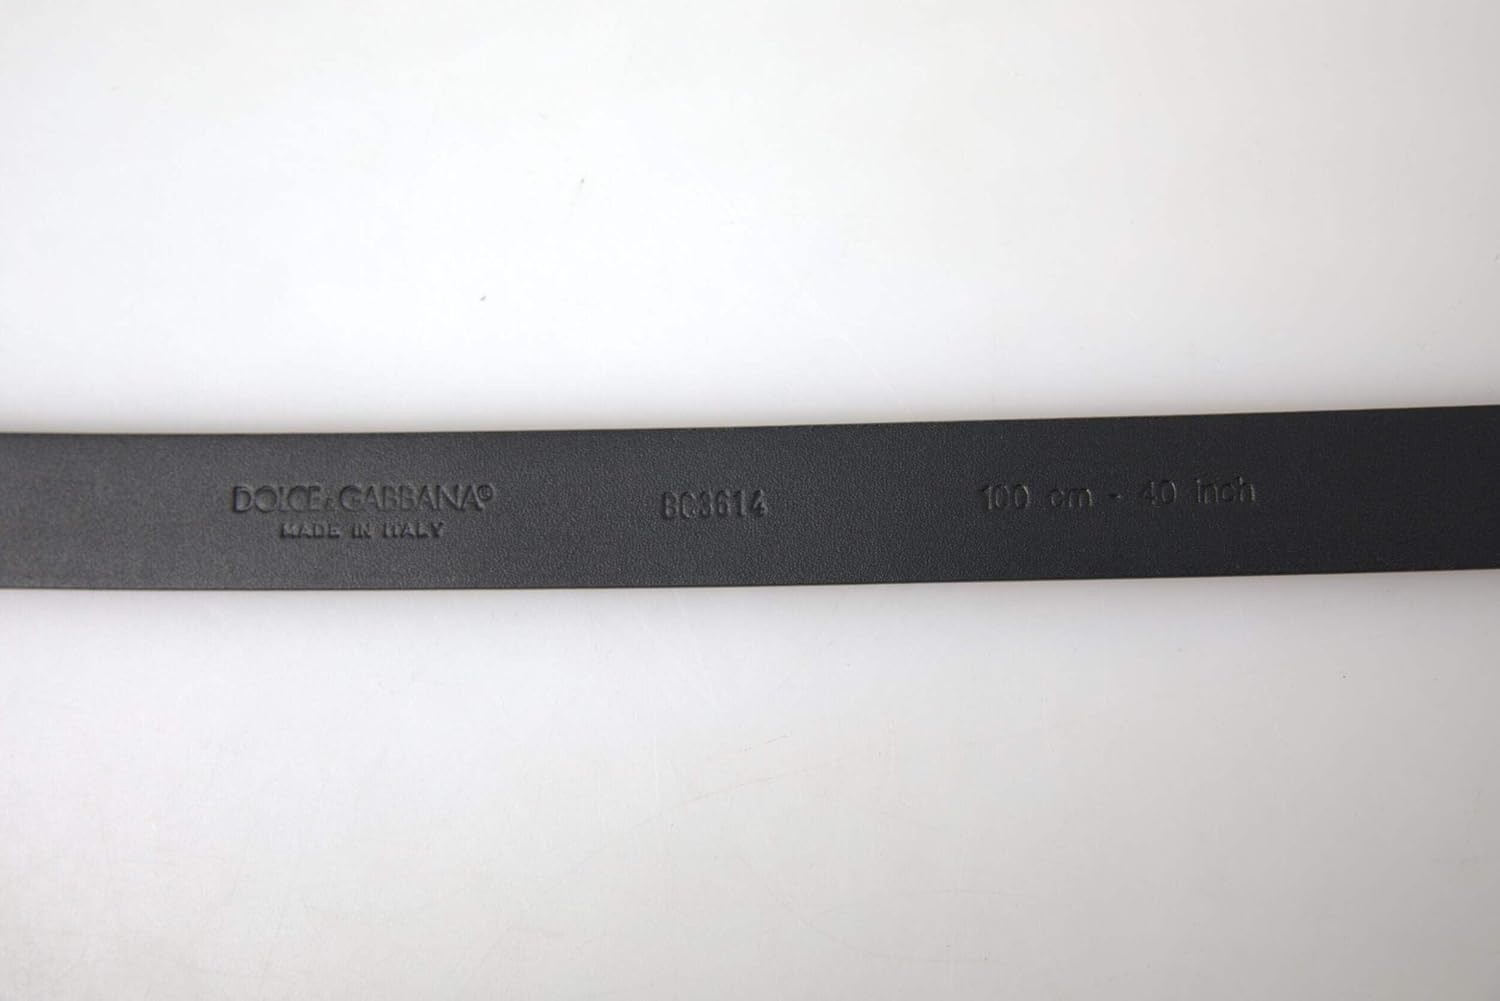 DOLCE & GABBANA®
MADE IN ITALY
BC3614
100 cm - 40 inch